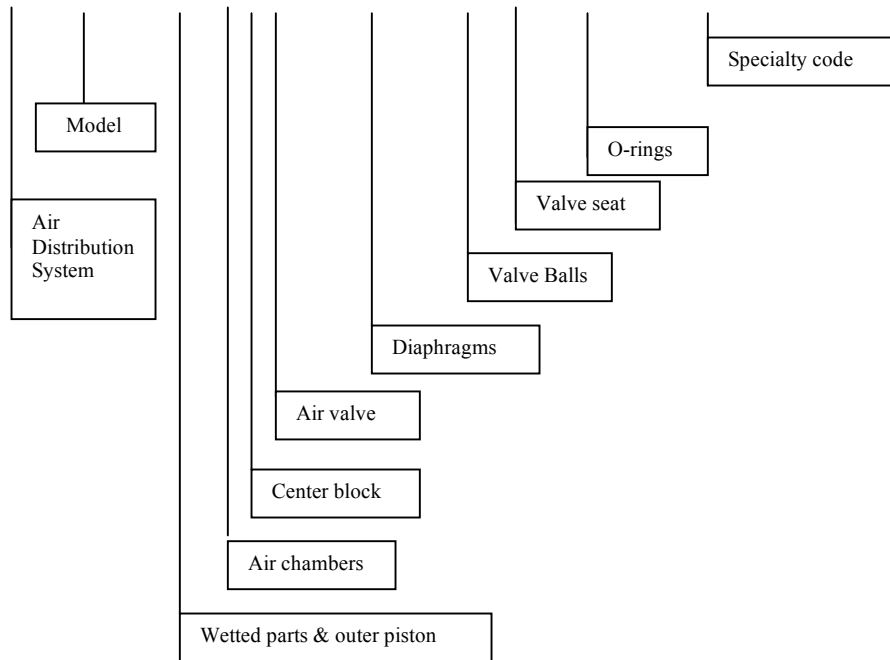 Specialty code
Model
O-rings
Valve seat
Air
Distribution
System
Valve Balls
Diaphragms
Air valve
Center block
Air chambers
Wetted parts & outer piston